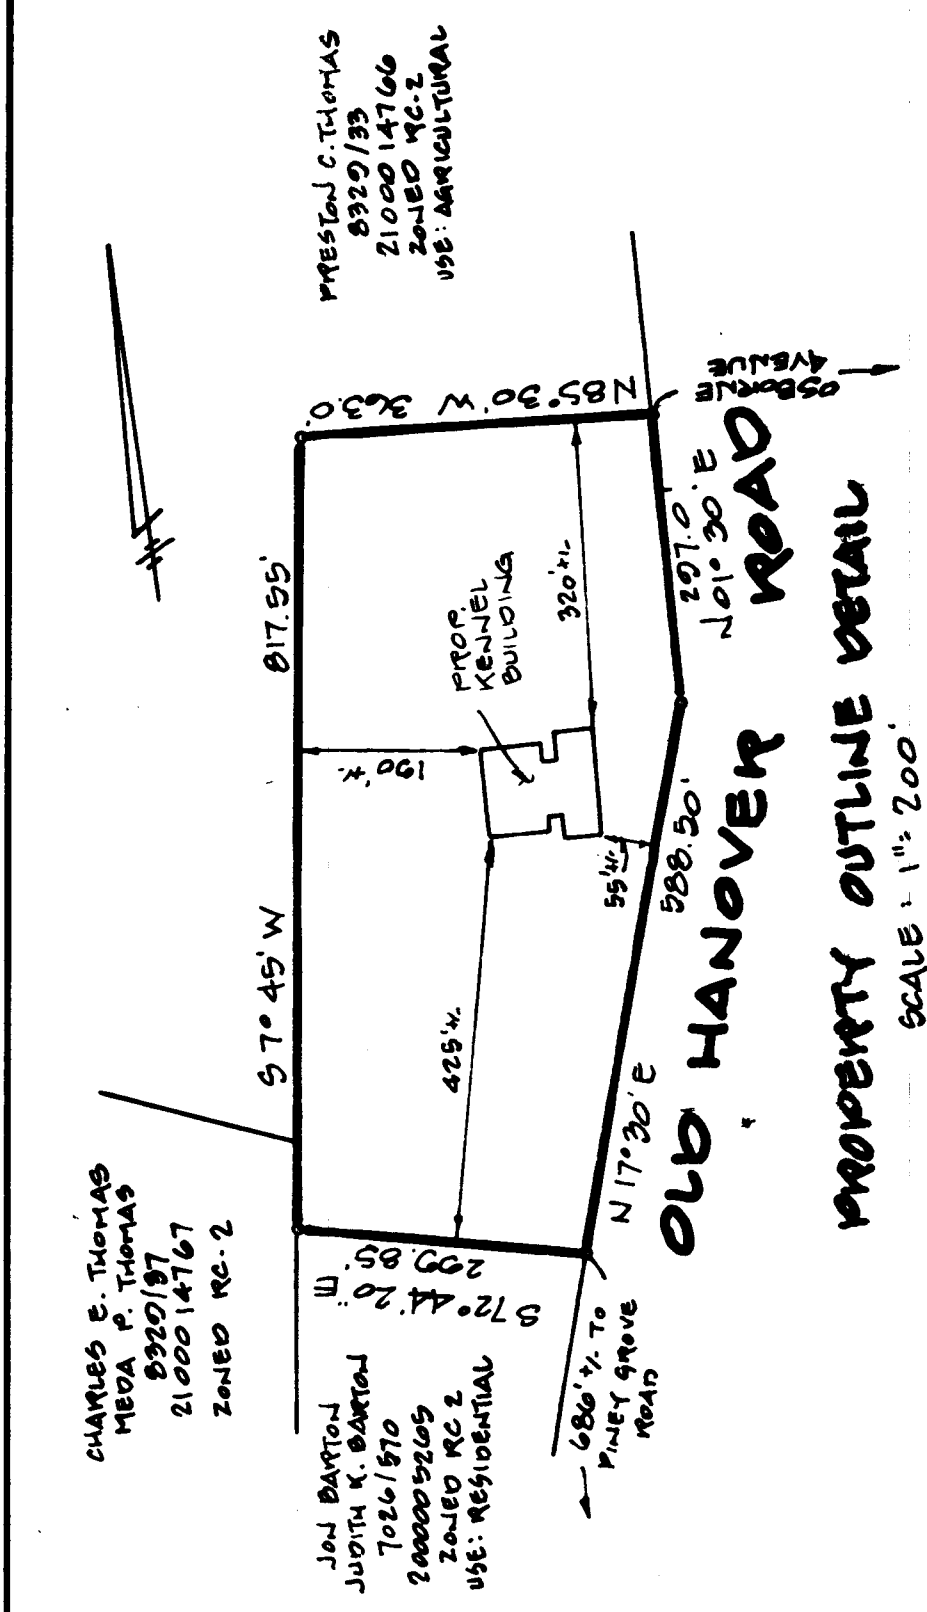 CHARLES E. THOMAS
MEDA P. THOMAS
8329/37
2100014767
ZONED RC-2
PRESTON C. THOMAS
8329/33
2100014766
ZONED RC-2
USE: AGRICULTURAL
JON BARTON
JUDITH K. BARTON
7026/570
2000005265
ZONED RC 2
USE: RESIDENTIAL
S 7° 45' W 817.55'
N 85° 30' W 363.0'
S 72° 44' 20" E
299.85'
190'+/-
PROP.
KENNEL
BUILDING
425'+/-
320'+/-
55'+/-
N 17° 30' E 588.50'
297.0'
N 01° 30' E
OSBORNE
AVENUE
686' +/- TO
PINEY GROVE
ROAD
OLD HANOVER ROAD
PROPERTY OUTLINE DETAIL
SCALE: 1" = 200'